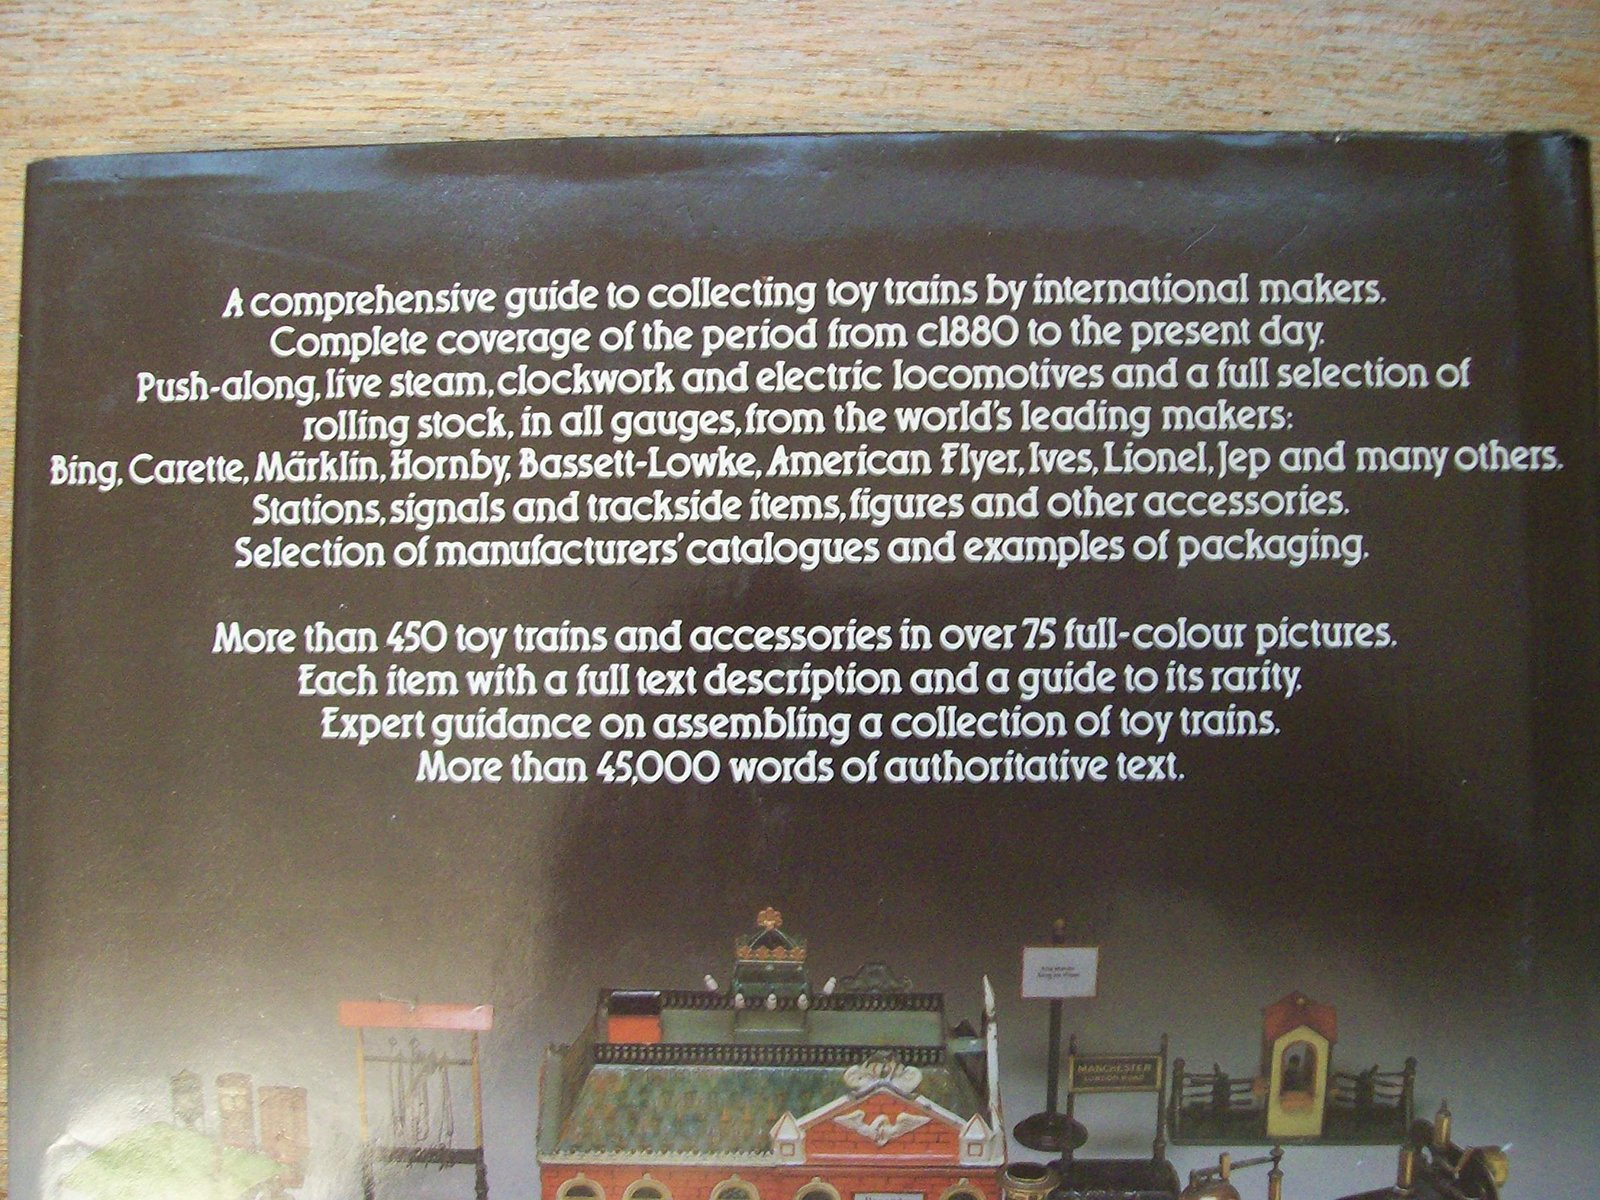 A comprehensive guide to collecting toy trains by international makers.
Complete coverage of the period from c1880 to the present day.
Push-along, live steam, clockwork and electric locomotives and a full selection of
rolling stock, in all gauges, from the world's leading makers:
Bing, Carette, Märklin, Hornby, Bassett-Lowke, American Flyer, Ives, Lionel, Jep and many others.
Stations, signals and trackside items, figures and other accessories.
Selection of manufacturers' catalogues and examples of packaging.
More than 450 toy trains and accessories in over 75 full-colour pictures.
Each item with a full text description and a guide to its rarity.
Expert guidance on assembling a collection of toy trains.
More than 45,000 words of authoritative text.
MANCHESTER
LONDON ROAD